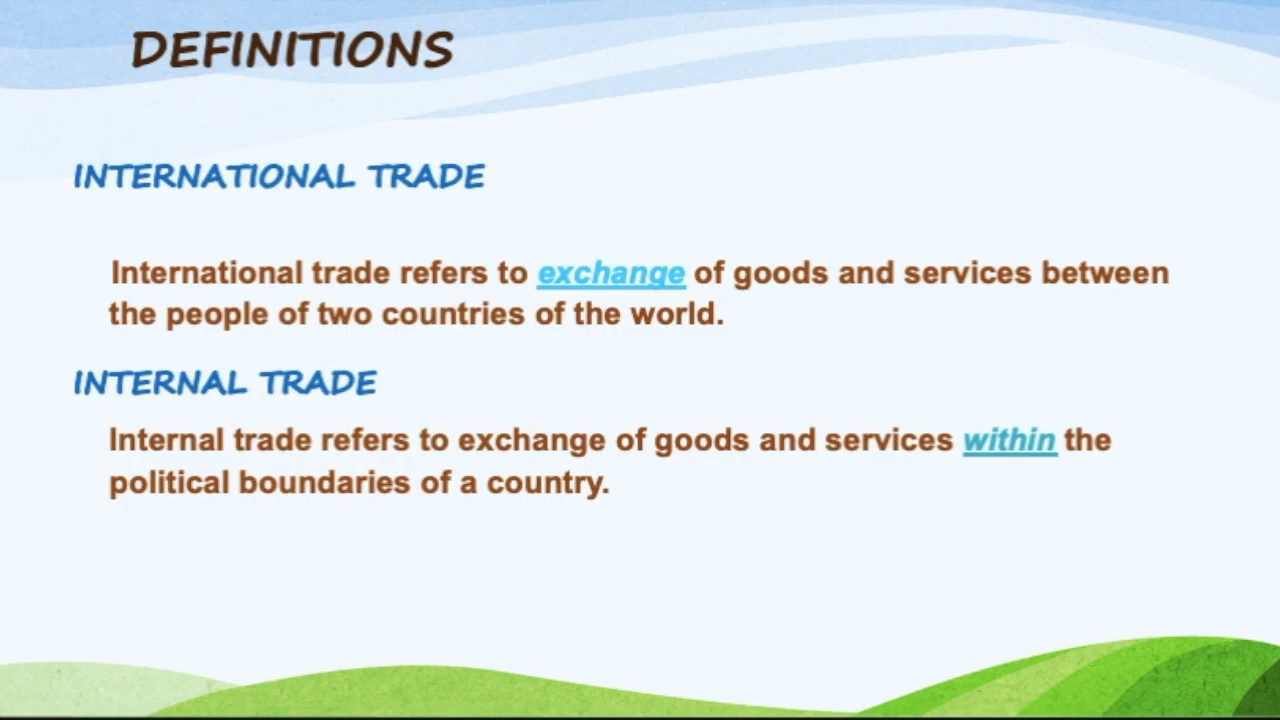 DEFINITIONS
INTERNATIONAL TRADE
International trade refers to exchange of goods and services between
the people of two countries of the world.
INTERNAL TRADE
Internal trade refers to exchange of goods and services within the
political boundaries of a country.